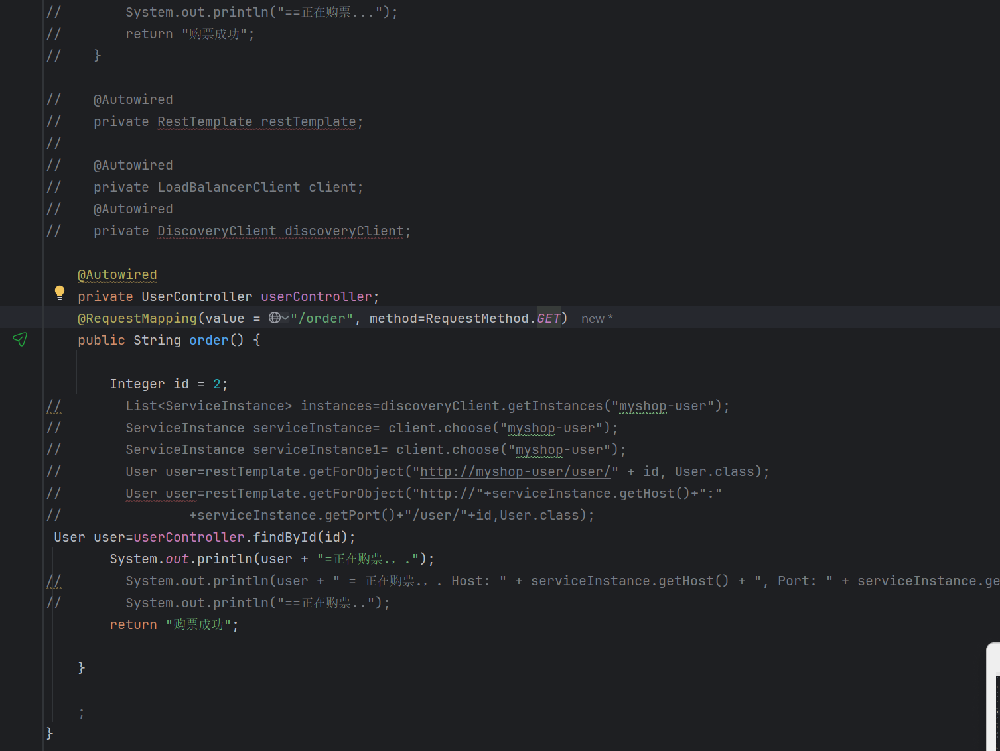 //        System.out.println("==正在购票...");
//        return "购票成功";
//    }
//    @Autowired
//    private RestTemplate restTemplate;
//
//    @Autowired
//    private LoadBalancerClient client;
//    @Autowired
//    private DiscoveryClient discoveryClient;
    @Autowired
    private UserController userController;
    @RequestMapping(value = "/order", method=RequestMethod.GET) new *
    public String order() {
        Integer id = 2;
//        List<ServiceInstance> instances=discoveryClient.getInstances("myshop-user");
//        ServiceInstance serviceInstance= client.choose("myshop-user");
//        ServiceInstance serviceInstance1= client.choose("myshop-user");
//        User user=restTemplate.getForObject("http://myshop-user/user/" + id, User.class);
//        User user=restTemplate.getForObject("http://"+serviceInstance.getHost()+":"
//                +serviceInstance.getPort()+"/user/"+id,User.class);
 User user=userController.findById(id);
        System.out.println(user + "=正在购票.，.");
//        System.out.println(user + " = 正在购票.，. Host: " + serviceInstance.getHost() + ", Port: " + serviceInstance.ge
//        System.out.println("==正在购票..");
        return "购票成功";
    }
    ;
}